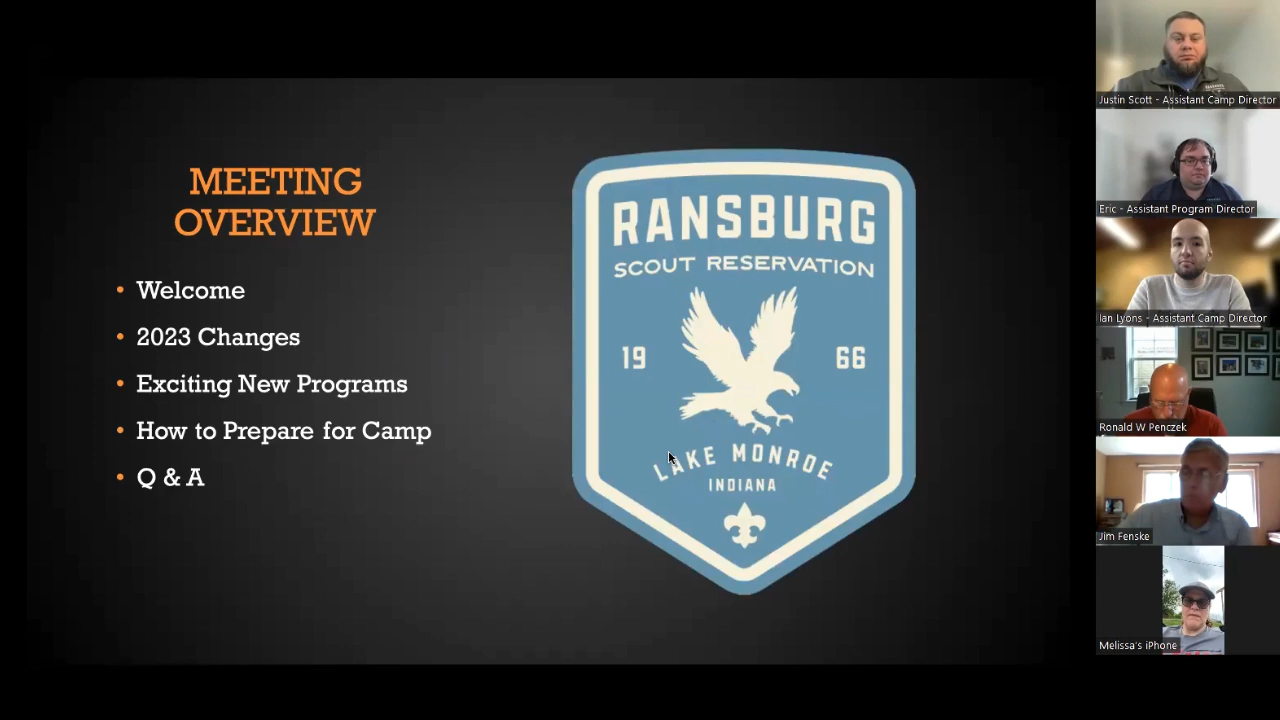 MEETING
OVERVIEW
• Welcome
• 2023 Changes
• Exciting New Programs
• How to Prepare for Camp
• Q & A
RANSBURG
SCOUT RESERVATION
19 66
LAKE MONROE
INDIANA
Justin Scott - Assistant Camp Director
Eric - Assistant Program Director
Ian Lyons - Assistant Camp Director
Ronald W Penczek
Jim Fenske
Melissa's iPhone